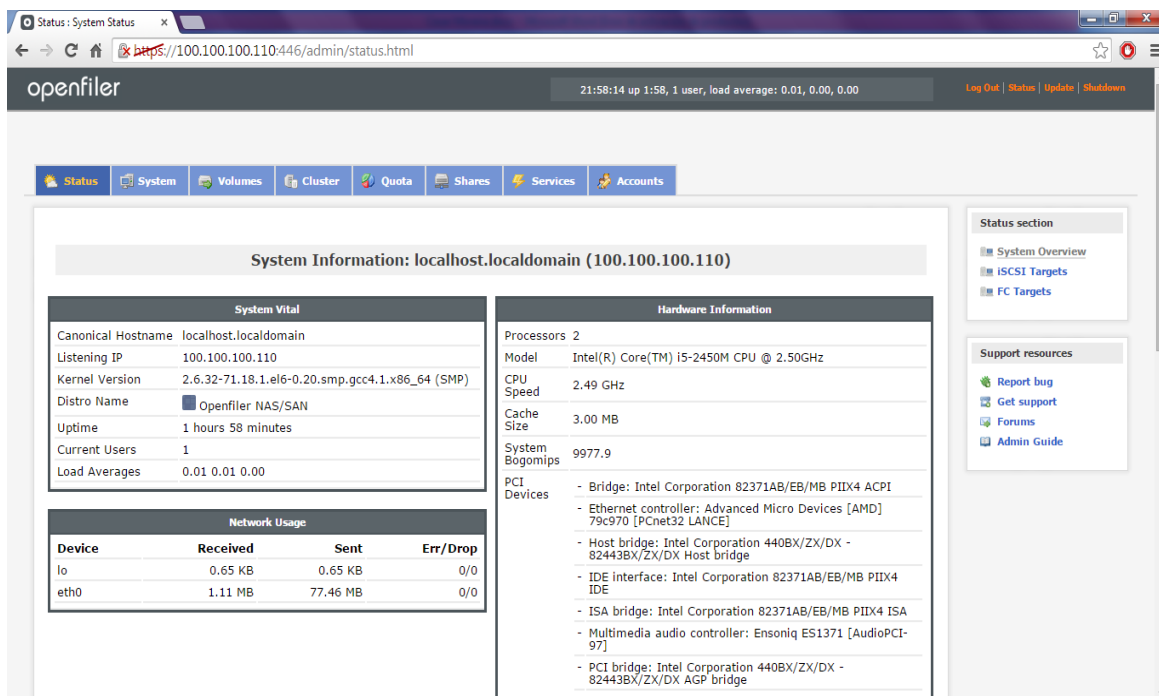 Status : System Status
https://100.100.100.110:446/admin/status.html
openfiler
21:58:14 up 1:58, 1 user, load average: 0.01, 0.00, 0.00
Log Out | Status | Update | Shutdown
Status
System
Volumes
Cluster
Quota
Shares
Services
Accounts
System Information: localhost.localdomain (100.100.100.110)
System Vital
Canonical Hostname localhost.localdomain
Listening IP 100.100.100.110
Kernel Version 2.6.32-71.18.1.el6-0.20.smp.gcc4.1.x86_64 (SMP)
Distro Name Openfiler NAS/SAN
Uptime 1 hours 58 minutes
Current Users 1
Load Averages 0.01 0.01 0.00
Network Usage
Device Received Sent Err/Drop
lo 0.65 KB 0.65 KB 0/0
eth0 1.11 MB 77.46 MB 0/0
Hardware Information
Processors 2
Model Intel(R) Core(TM) i5-2450M CPU @ 2.50GHz
CPU
Speed 2.49 GHz
Cache
Size 3.00 MB
System
Bogomips 9977.9
PCI
Devices
- Bridge: Intel Corporation 82371AB/EB/MB PIIX4 ACPI
- Ethernet controller: Advanced Micro Devices [AMD]
79c970 [PCnet32 LANCE]
- Host bridge: Intel Corporation 440BX/ZX/DX -
82443BX/ZX/DX Host bridge
- IDE interface: Intel Corporation 82371AB/EB/MB PIIX4
IDE
- ISA bridge: Intel Corporation 82371AB/EB/MB PIIX4 ISA
- Multimedia audio controller: Ensoniq ES1371 [AudioPCI-
97]
- PCI bridge: Intel Corporation 440BX/ZX/DX -
82443BX/ZX/DX AGP bridge
Status section
System Overview
iSCSI Targets
FC Targets
Support resources
Report bug
Get support
Forums
Admin Guide